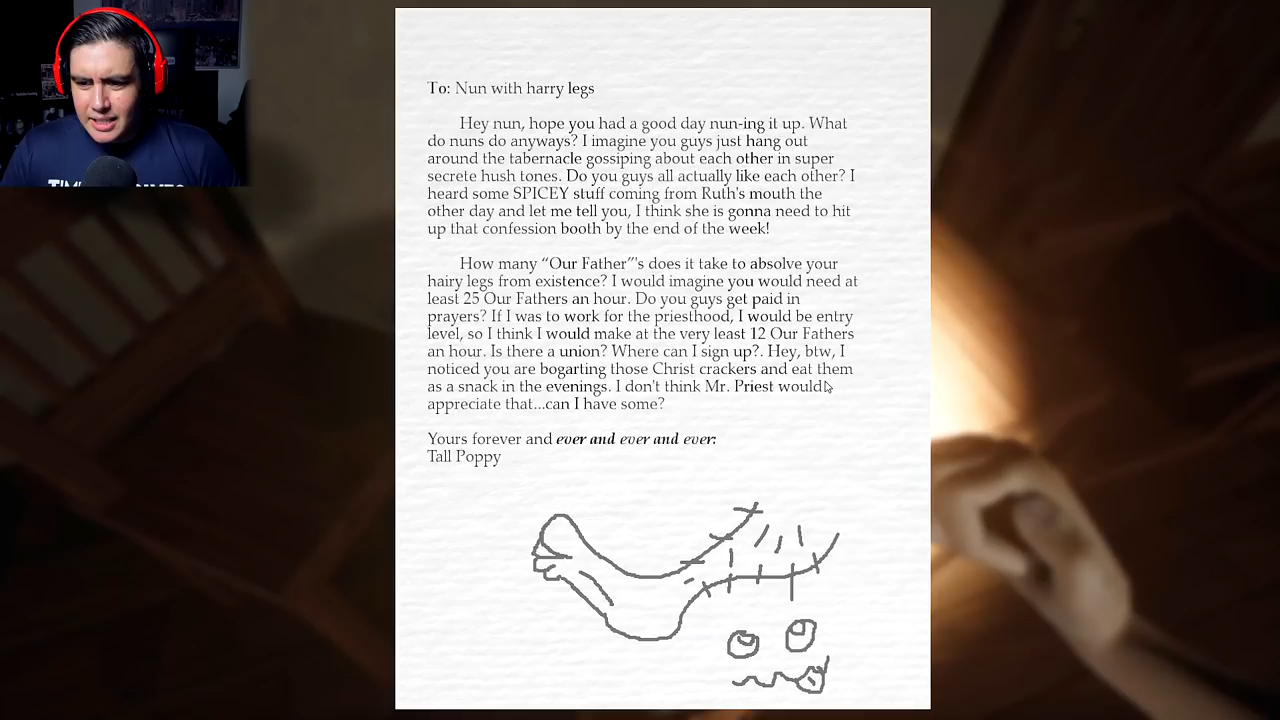 To: Nun with harry legs
Hey nun, hope you had a good day nun-ing it up. What
do nuns do anyways? I imagine you guys just hang out
around the tabernacle gossiping about each other in super
secrete hush tones. Do you guys all actually like each other? I
heard some SPICEY stuff coming from Ruth's mouth the
other day and let me tell you, I think she is gonna need to hit
up that confession booth by the end of the week!
How many “Our Father”'s does it take to absolve your
hairy legs from existence? I would imagine you would need at
least 25 Our Fathers an hour. Do you guys get paid in
prayers? If I was to work for the priesthood, I would be entry
level, so I think I would make at the very least 12 Our Fathers
an hour. Is there a union? Where can I sign up?. Hey, btw, I
noticed you are bogarting those Christ crackers and eat them
as a snack in the evenings. I don't think Mr. Priest would
appreciate that...can I have some?
Yours forever and ever and ever and ever:
Tall Poppy